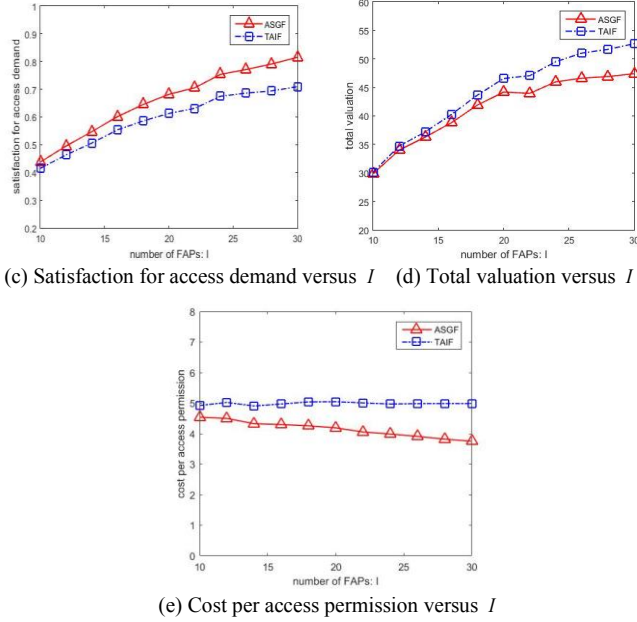 1
0.9
0.8
0.7
0.6
0.5
0.4
0.3
0.2
10 15 20 25 30
satisfaction for access demand
number of FAPs: I
ASGF
TAIF
60
55
50
45
40
35
30
25
20
10 15 20 25 30
total valuation
number of FAPs: I
ASGF
TAIF
(c) Satisfaction for access demand versus I (d) Total valuation versus I
8
7
6
5
4
3
2
1
0
10 15 20 25 30
cost per access permission
number of FAPs: I
ASGF
TAIF
(e) Cost per access permission versus I